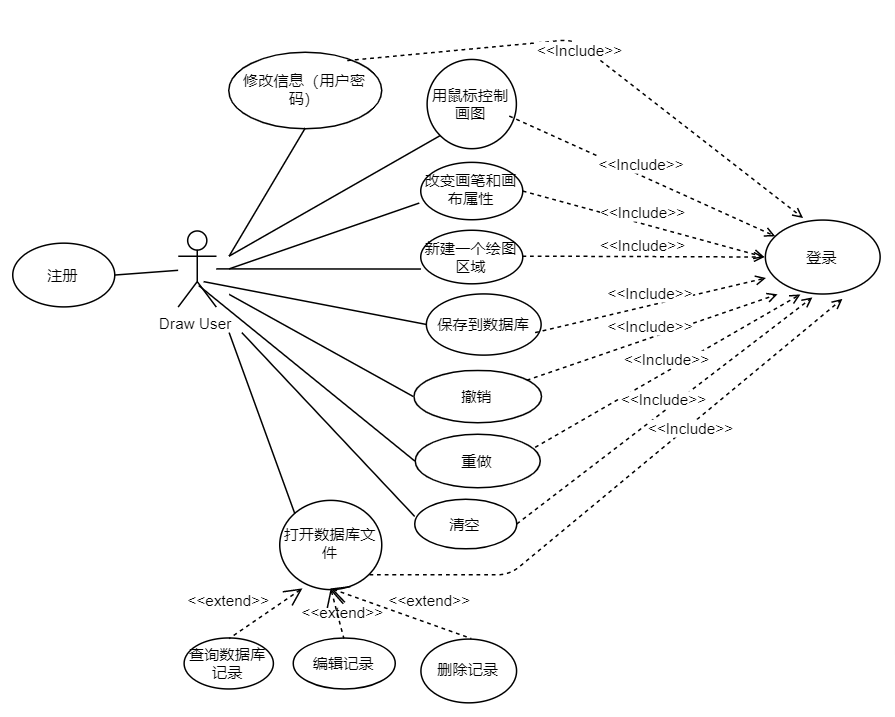 <<Include>>
修改信息（用户密
码）
用鼠标控制
画图
<<Include>>
改变画笔和画
布属性
<<Include>>
新建一个绘图
区域
<<Include>>
登录
注册
Draw User
保存到数据库
<<Include>>
<<Include>>
撤销
<<Include>>
<<Include>>
<<Include>>
重做
清空
打开数据库文
件
<<extend>>
<<extend>>
<<extend>>
查询数据库
记录
编辑记录
删除记录